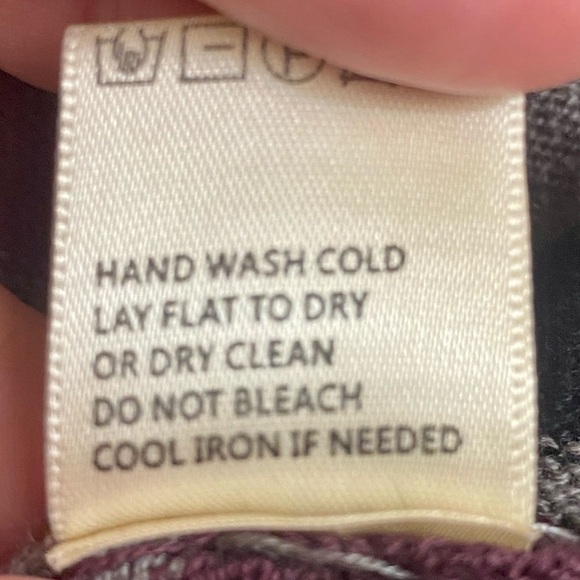 HAND WASH COLD
LAY FLAT TO DRY
OR DRY CLEAN
DO NOT BLEACH
COOL IRON IF NEEDED